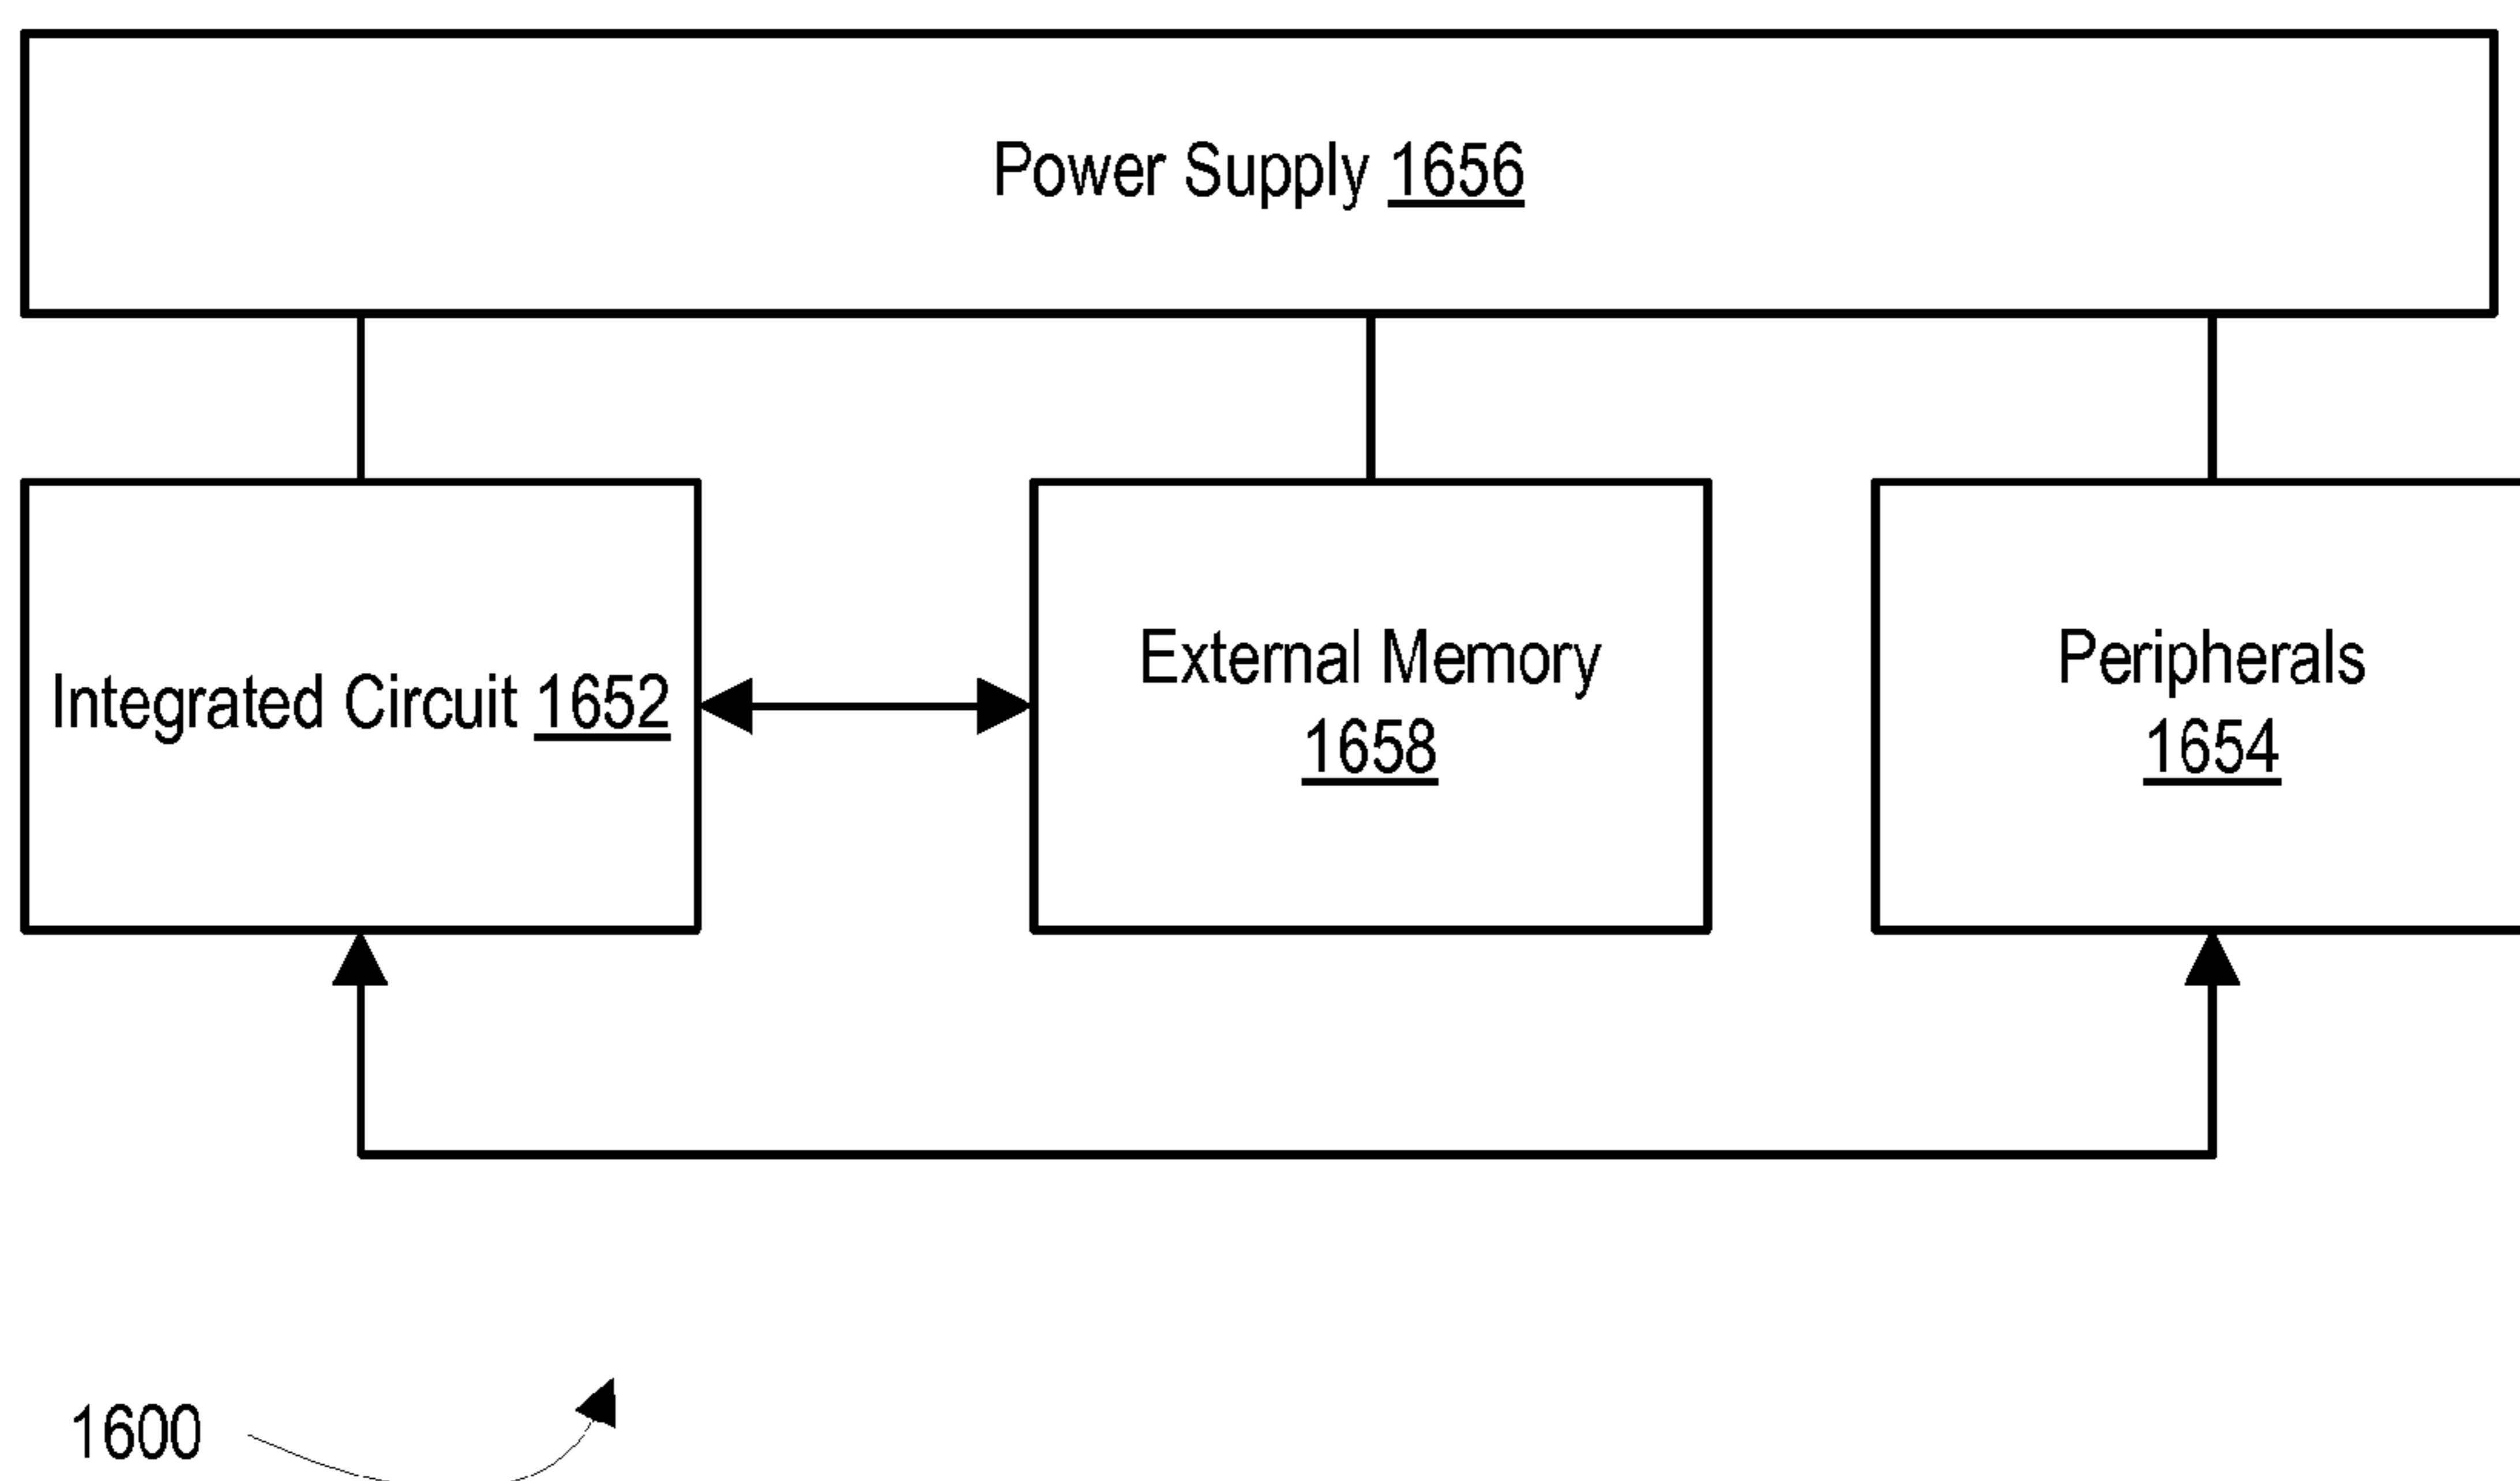 Power Supply 1656
Integrated Circuit 1652
External Memory
1658
Peripherals
1654
1600